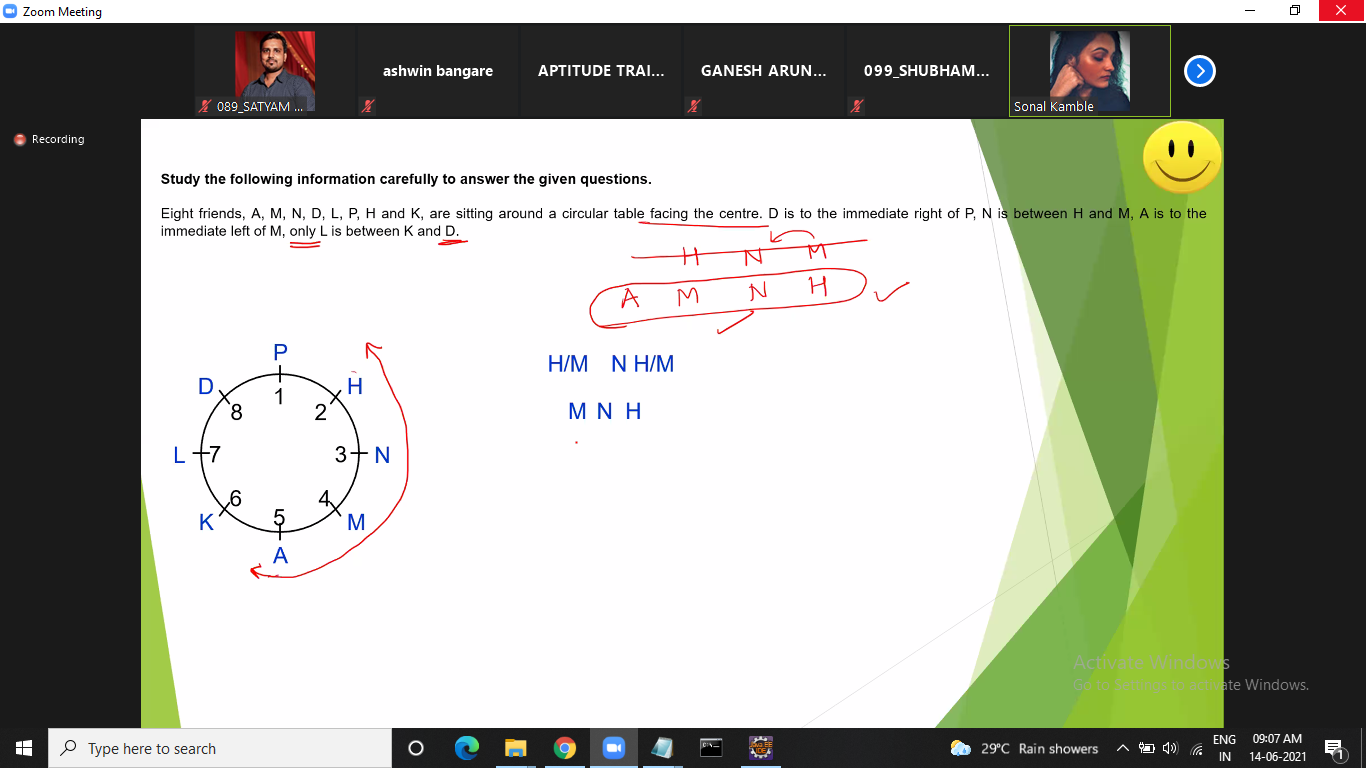 Zoom Meeting
089_SATYAM ...
ashwin bangare
APTITUDE TRAI...
GANESH ARUN...
099_SHUBHAM...
Sonal Kamble
Recording
Study the following information carefully to answer the given questions.
Eight friends, A, M, N, D, L, P, H and K, are sitting around a circular table facing the centre. D is to the immediate right of P, N is between H and M, A is to the
immediate left of M, only L is between K and D.
H N M
A M N H
H/M N H/M
M N H
P
D H
8 1 2
L 7 3 N
6 5 4
K M
A
Activate Windows
Go to Settings to activate Windows.
Type here to search
29°C Rain showers
ENG
IN
09:07 AM
14-06-2021
1